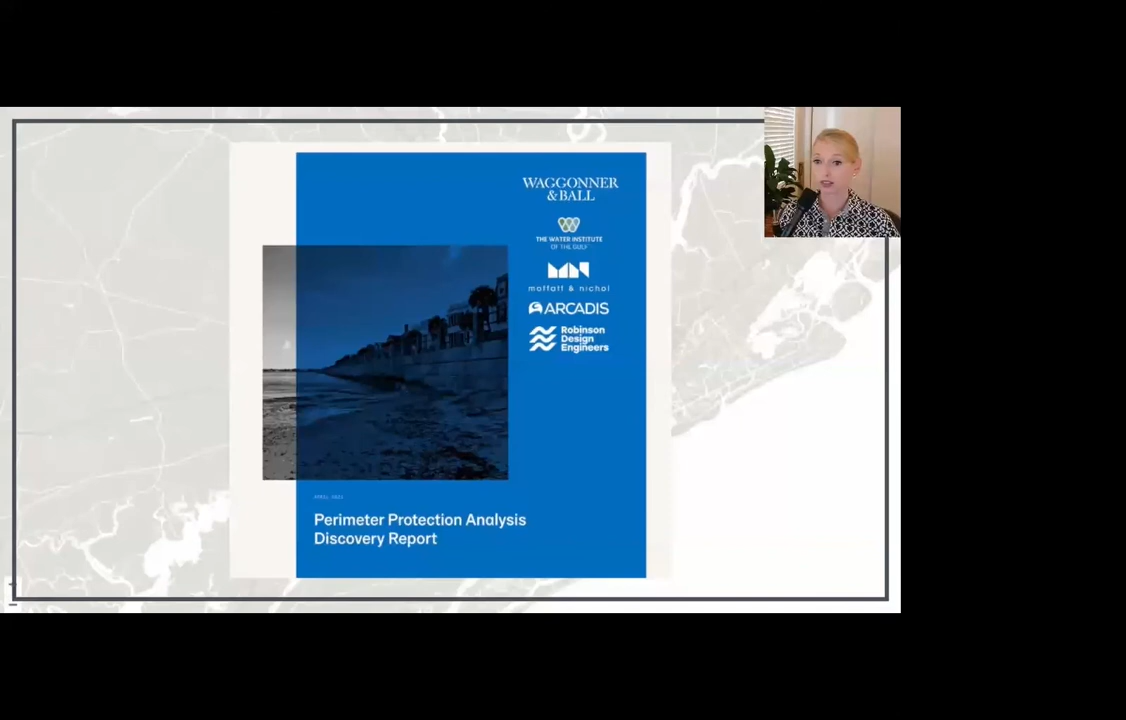 WAGGONNER
& BALL
THE WATER INSTITUTE
OF THE GULF
moffatt & nichol
ARCADIS
Robinson
Design
Engineers
Perimeter Protection Analysis
Discovery Report